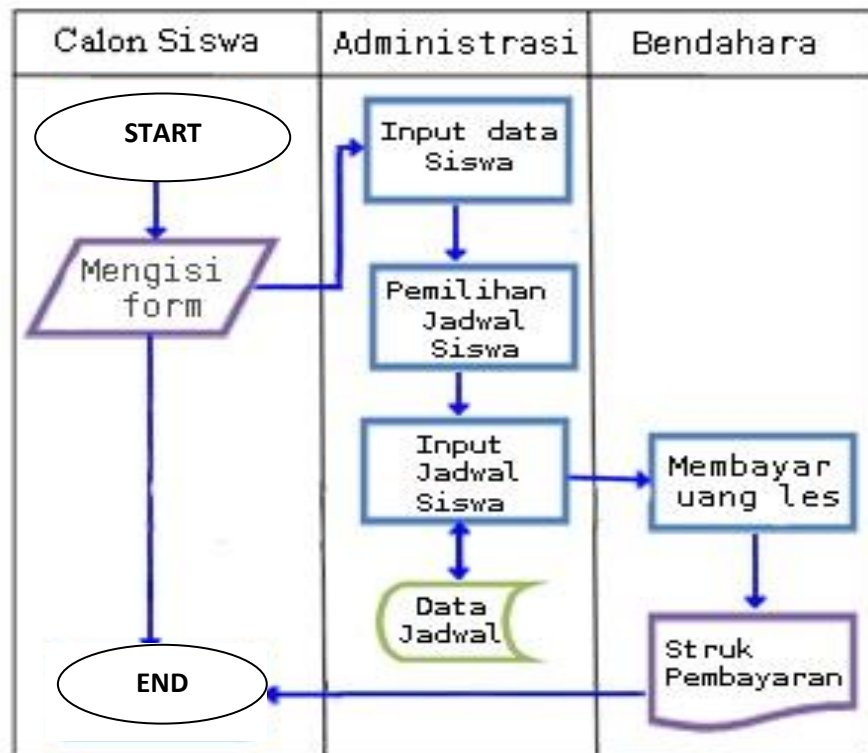 Calon Siswa
Administrasi
Bendahara
START
Mengisi
form
Input data
Siswa
Pemilihan
Jadwal
Siswa
Input
Jadwal
Siswa
Data
Jadwal
Membayar
uang les
Struk
Pembayaran
END